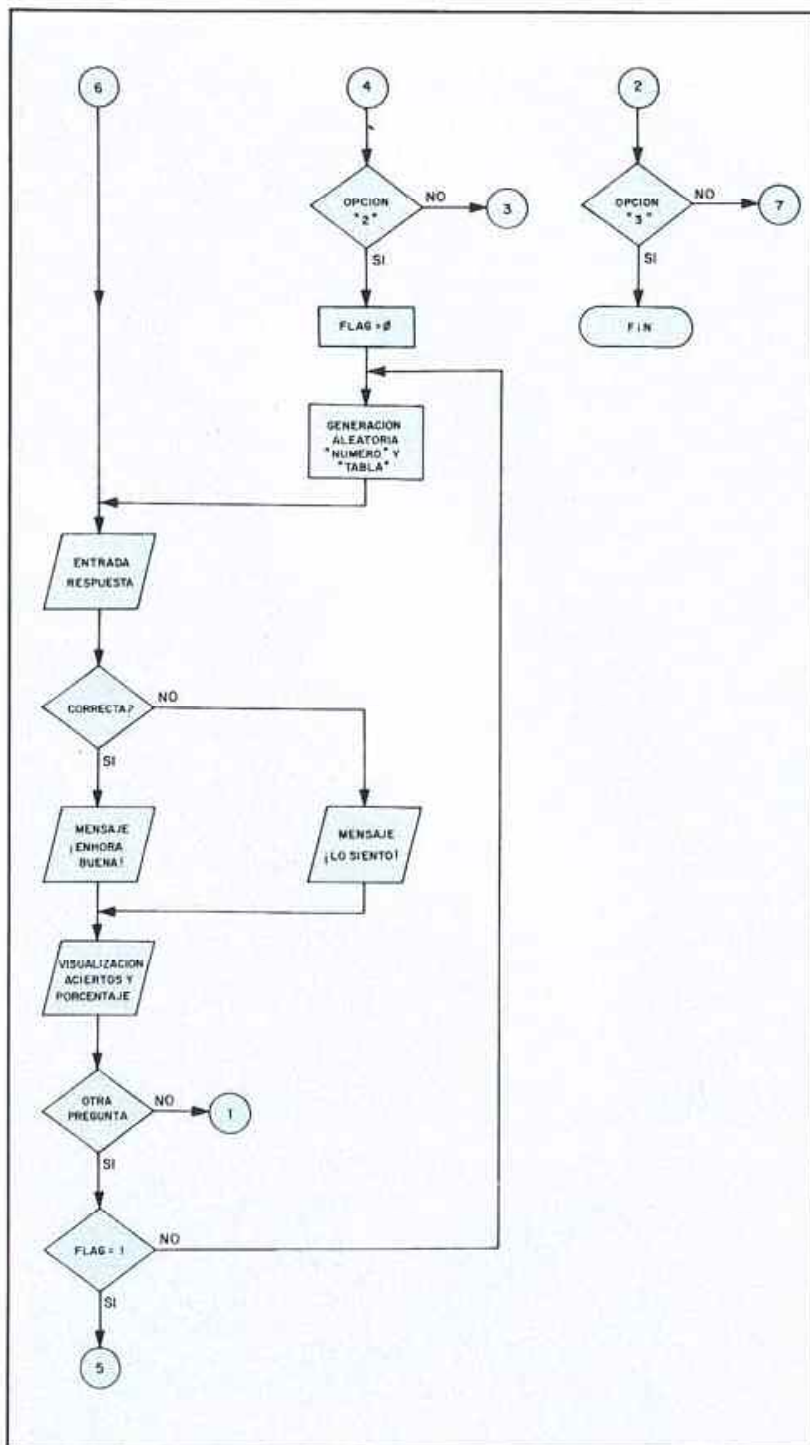 6
4
2
OPCION
"2"
NO
3
SI
OPCION
"3"
NO
7
SI
FLAG=Ø
FIN
GENERACION
ALEATORIA
"NUMERO" Y
"TABLA"
ENTRADA
RESPUESTA
CORRECTA?
NO
SI
MENSAJE
¡ENHORA
BUENA!
MENSAJE
¡LO SIENTO!
VISUALIZACION
ACIERTOS Y
PORCENTAJE
OTRA
PREGUNTA
NO
1
SI
FLAG=1
NO
SI
5